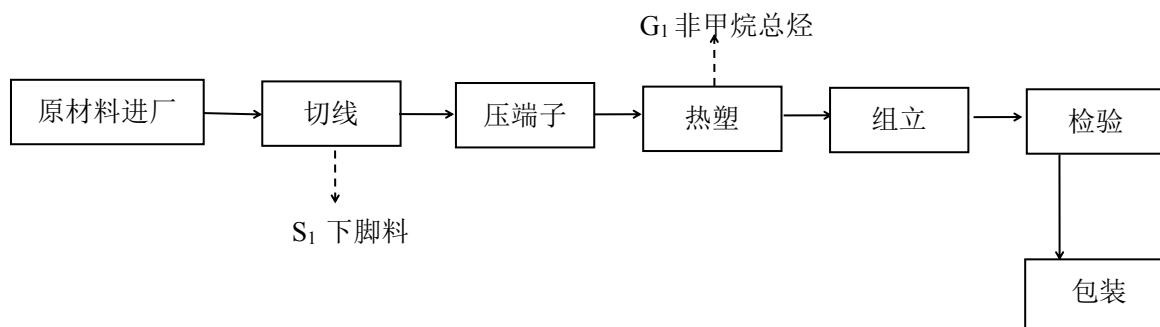 G₁ 非甲烷总烃
原材料进厂
切线
压端子
热塑
组立
检验
S₁ 下脚料
包装